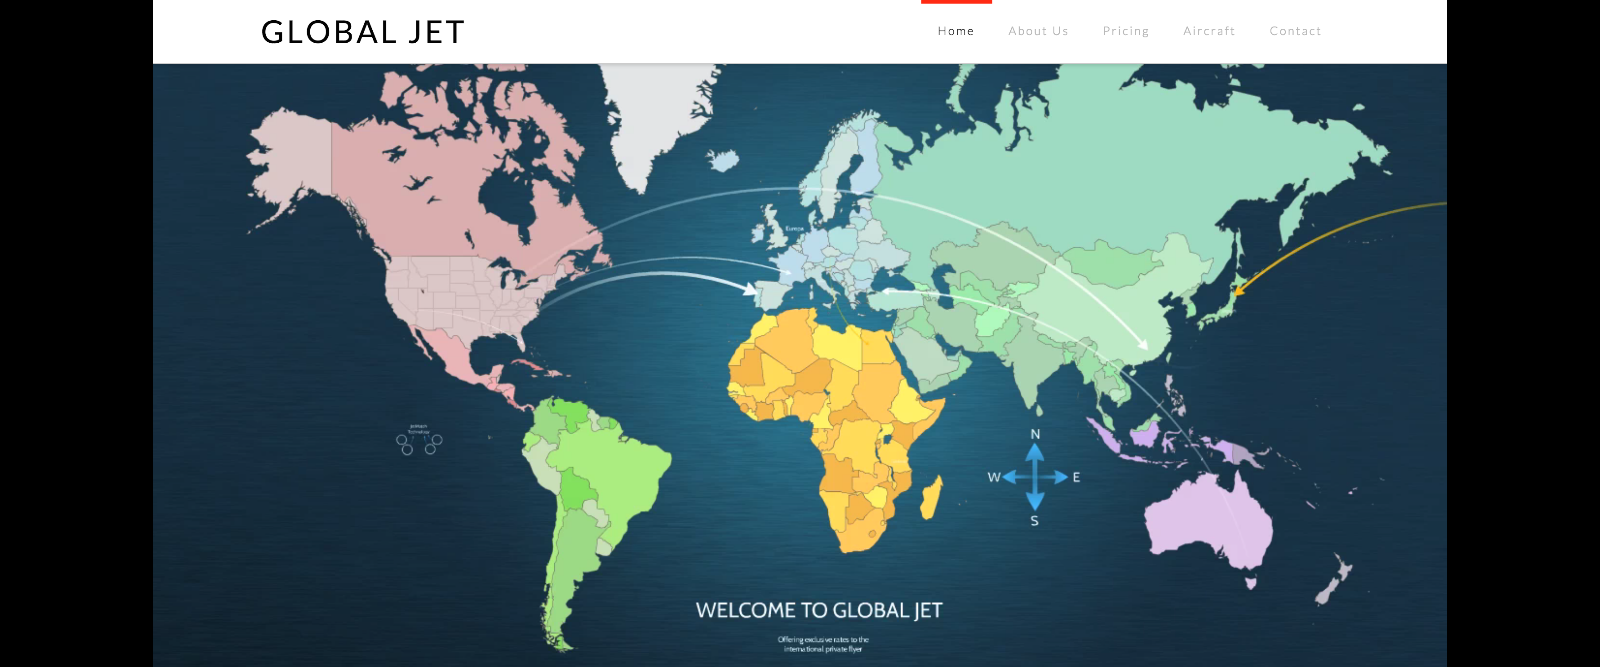 GLOBAL JET
Home
About Us
Pricing
Aircraft
Contact
Europe
Technology
N
W
E
S
WELCOME TO GLOBAL JET
Offering exclusive rates to the
international private flyer